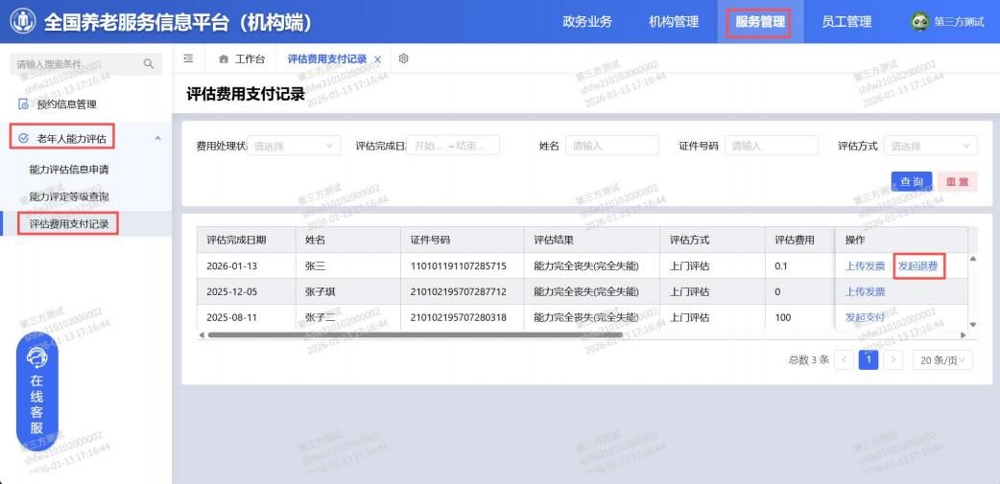 全国养老服务信息平台（机构端）
政务业务 机构管理 服务管理 员工管理 第三方测试
请输入搜索条件
工作台 评估费用支付记录 X
预约信息管理
老年人能力评估
能力评估信息申请
能力评定等级查询
评估费用支付记录
评估费用支付记录
费用处理状 请选择 评估完成日 开始... ~ 结束... 姓名 请输入 证件号码 请输入 评估方式 请选择
查 询 重 置
评估完成日期 姓名 证件号码 评估结果 评估方式 评估费用 操作
2026-01-13 张三 110101191107285715 能力完全丧失(完全失能) 上门评估 0.1 上传发票 发起退费
2025-12-05 张子琪 210102195707287712 能力完全丧失(完全失能) 上门评估 0 上传发票
2025-08-11 张子二 210102195707280318 能力完全丧失(完全失能) 上门评估 100 发起支付
总数 3 条 < 1 > 20 条/页
在线客服
第三方测试
shfw210102000002
2026-01-13 17:16:44